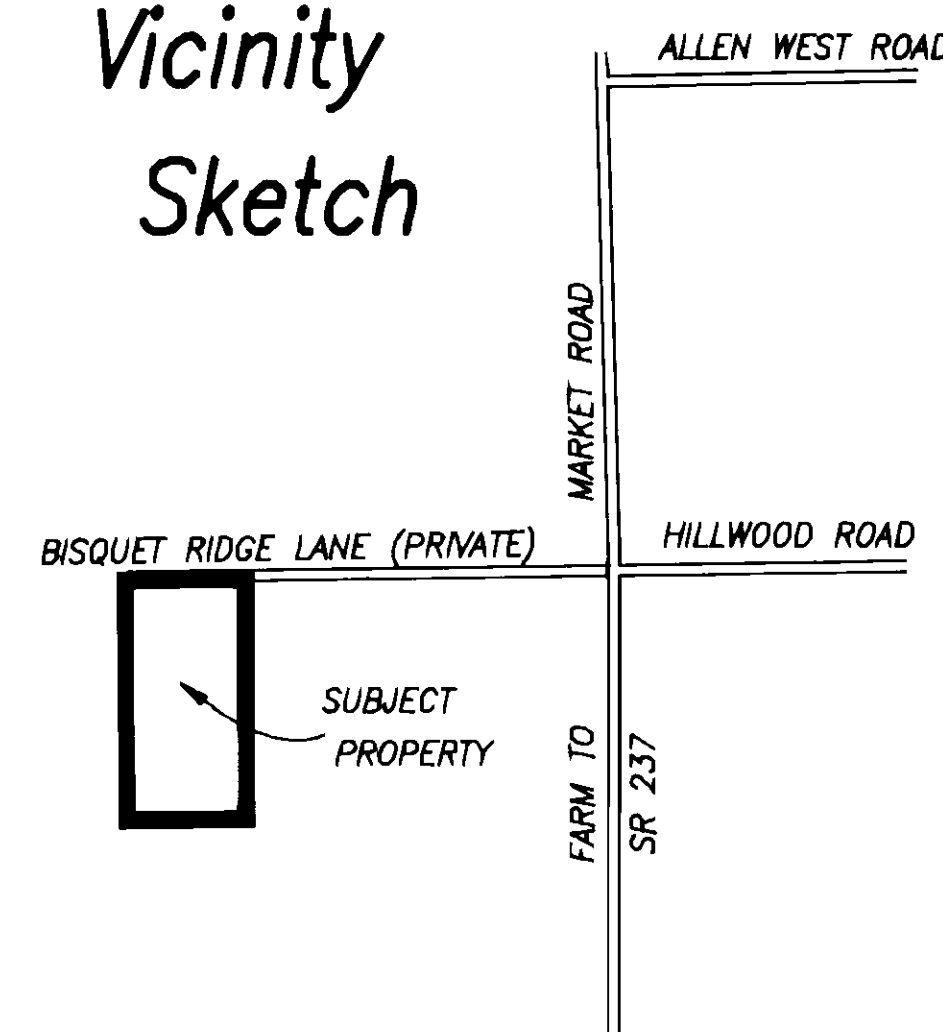 Vicinity
Sketch
ALLEN WEST ROAD
MARKET ROAD
BISQUET RIDGE LANE (PRIVATE)
HILLWOOD ROAD
SUBJECT
PROPERTY
FARM TO
SR 237